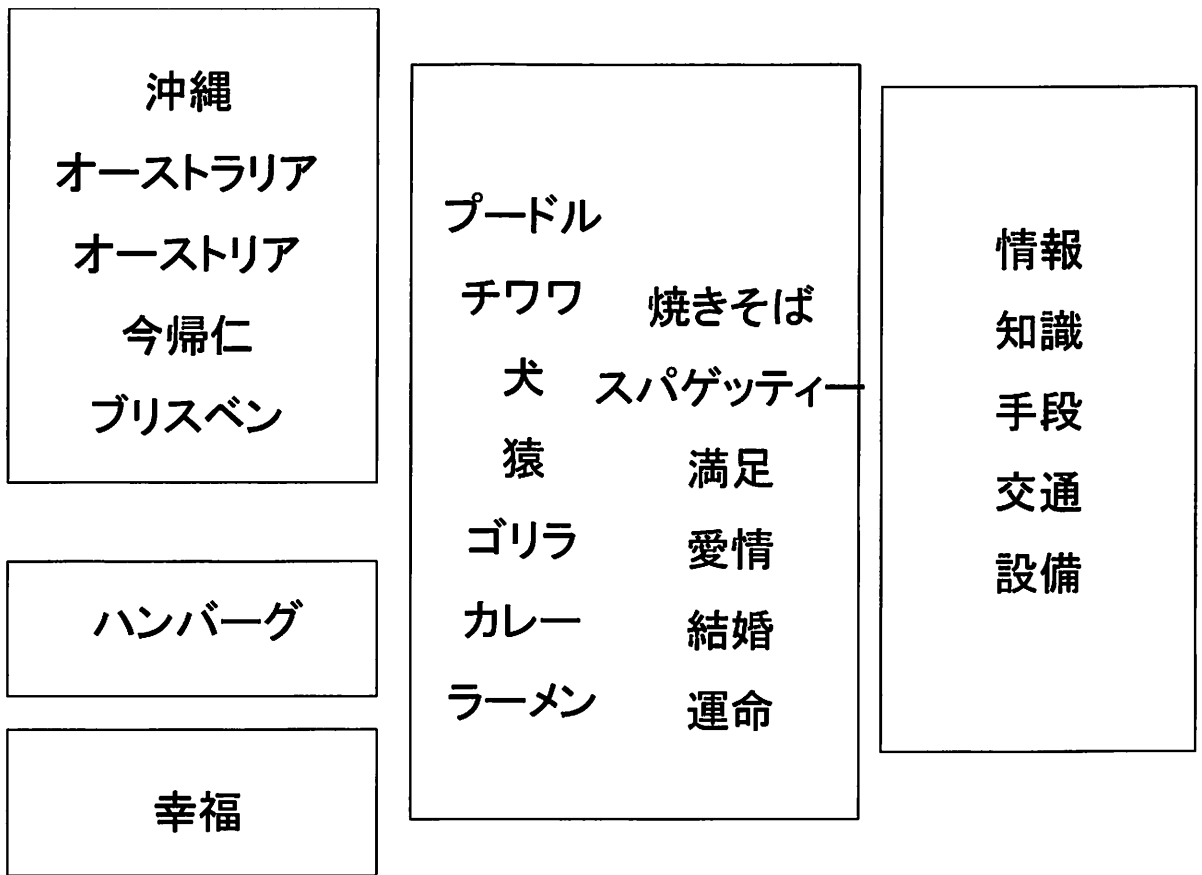 沖縄
オーストラリア
オーストリア
今帰仁
ブリスベン
ハンバーグ
幸福
プードル
チワワ
犬
猿
ゴリラ
カレー
ラーメン
焼きそば
スパゲッティー
満足
愛情
結婚
運命
情報
知識
手段
交通
設備